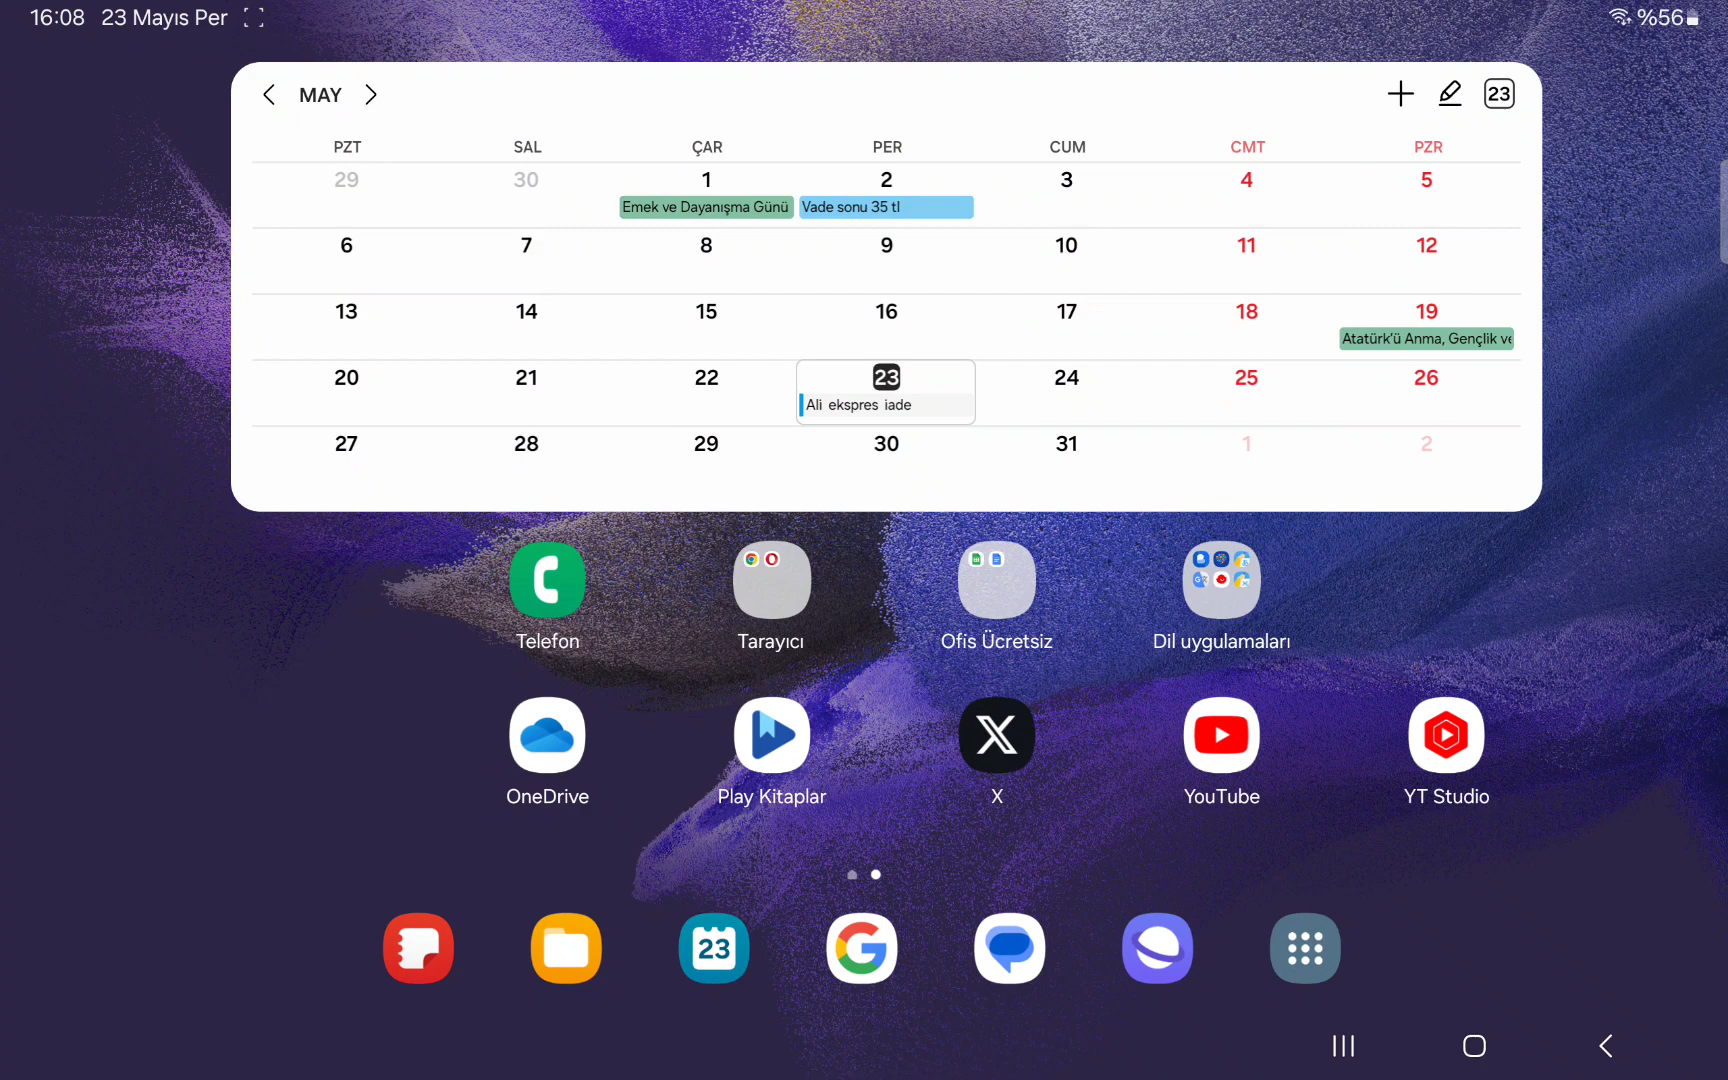 16:08 23 Mayıs Per %56
MAY 23
PZT SAL ÇAR PER CUM CMT PZR
29 30 1 2 3 4 5
Emek ve Dayanışma Günü Vade sonu 35 tl
6 7 8 9 10 11 12
13 14 15 16 17 18 19
Atatürk'ü Anma, Gençlik ve
20 21 22 23 24 25 26
Ali ekspres iade
27 28 29 30 31 1 2
Telefon Tarayıcı Ofis Ücretsiz Dil uygulamaları
OneDrive Play Kitaplar X YouTube YT Studio
23